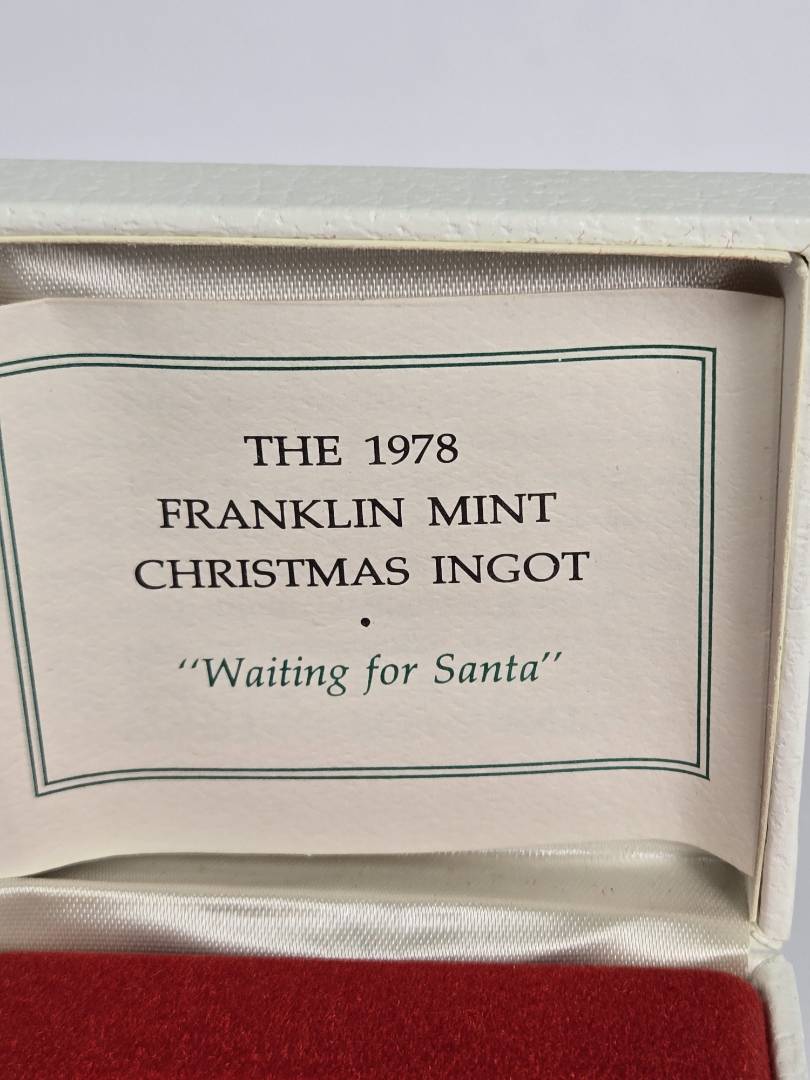 THE 1978
FRANKLIN MINT
CHRISTMAS INGOT
•
"Waiting for Santa"